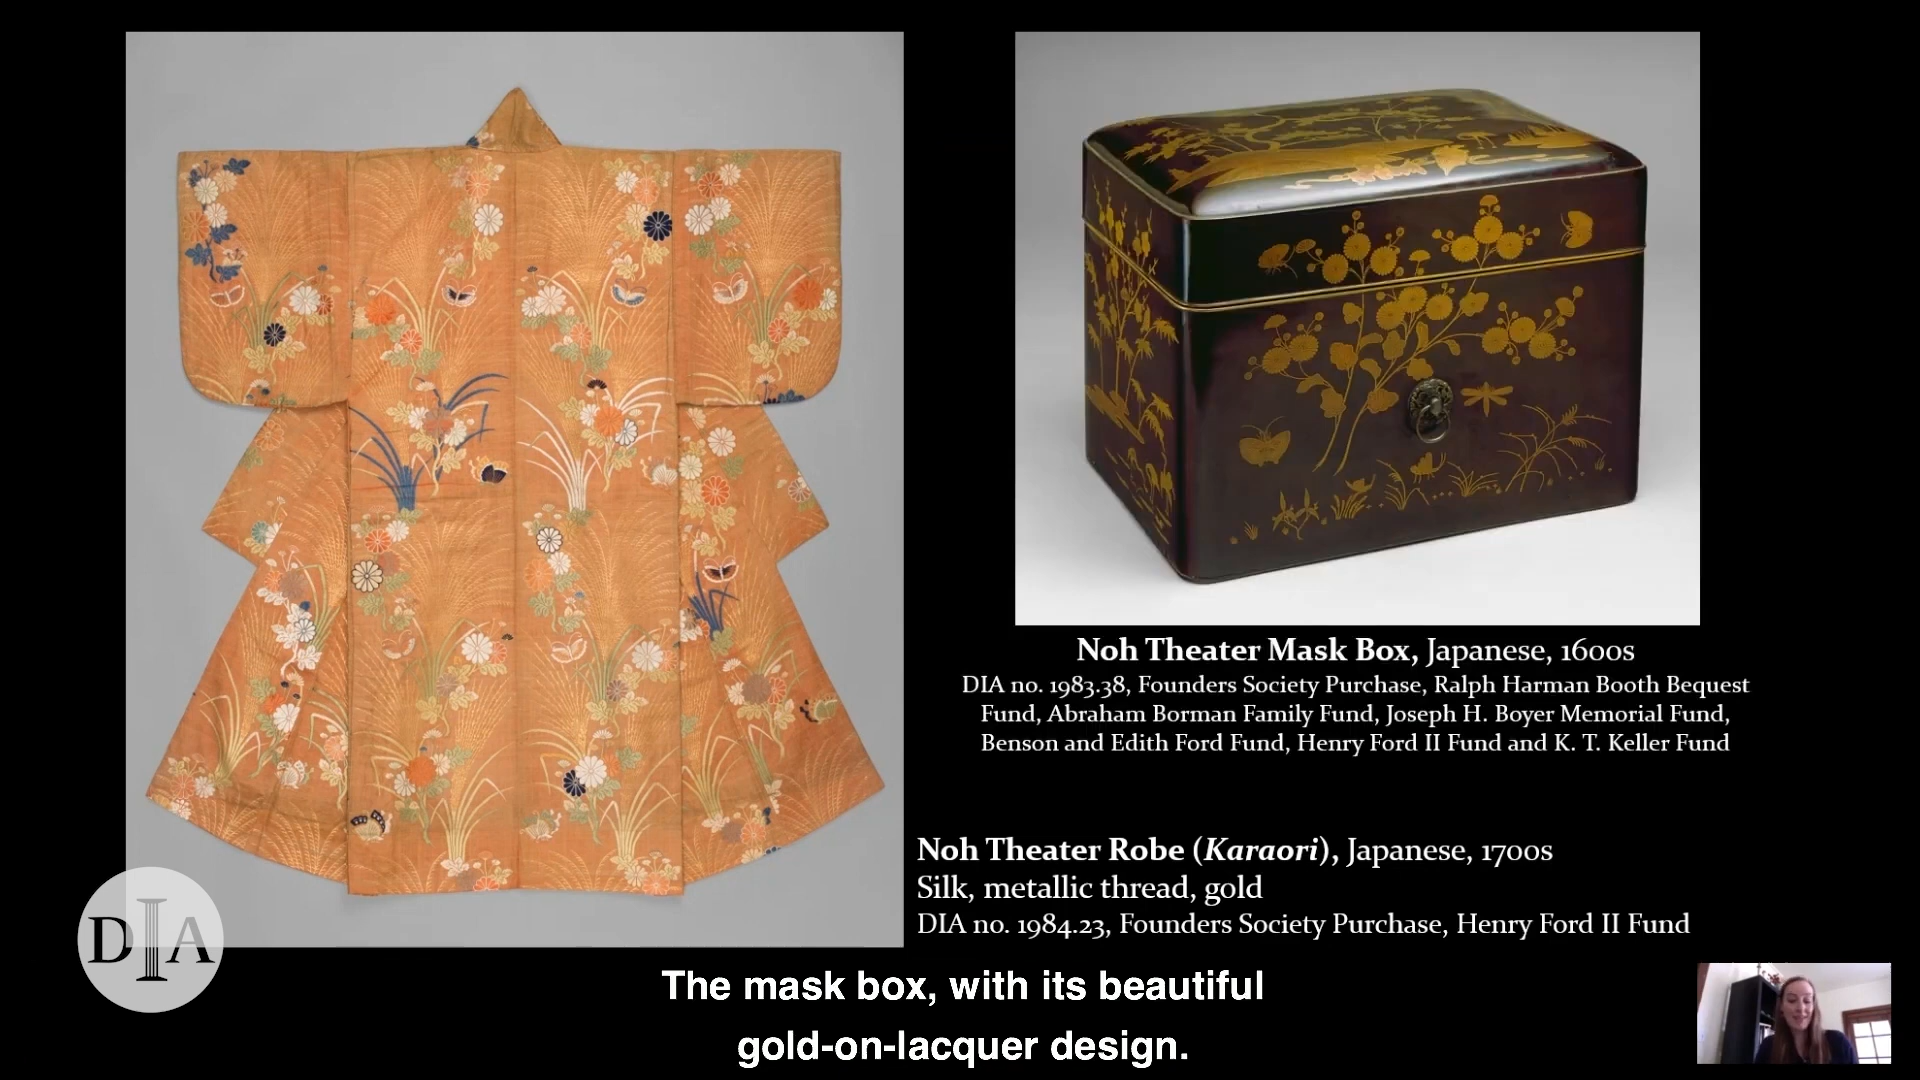 Noh Theater Mask Box, Japanese, 1600s
DIA no. 1983.38, Founders Society Purchase, Ralph Harman Booth Bequest
Fund, Abraham Borman Family Fund, Joseph H. Boyer Memorial Fund,
Benson and Edith Ford Fund, Henry Ford II Fund and K. T. Keller Fund
Noh Theater Robe (Karaori), Japanese, 1700s
Silk, metallic thread, gold
DIA no. 1984.23, Founders Society Purchase, Henry Ford II Fund
DIA
The mask box, with its beautiful
gold-on-lacquer design.